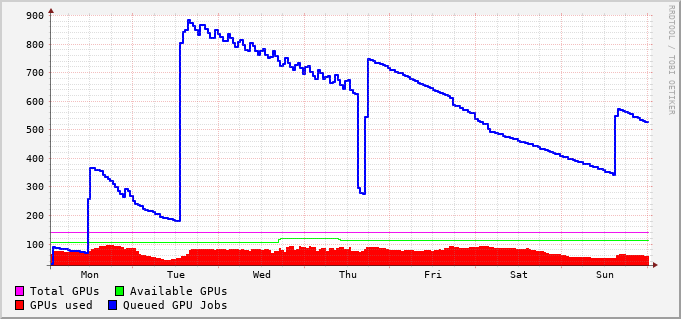 900
800
700
600
500
400
300
200
100
Mon Tue Wed Thu Fri Sat Sun
Total GPUs Available GPUs
GPUs used Queued GPU Jobs
RRDTOOL / TOBI OETIKER